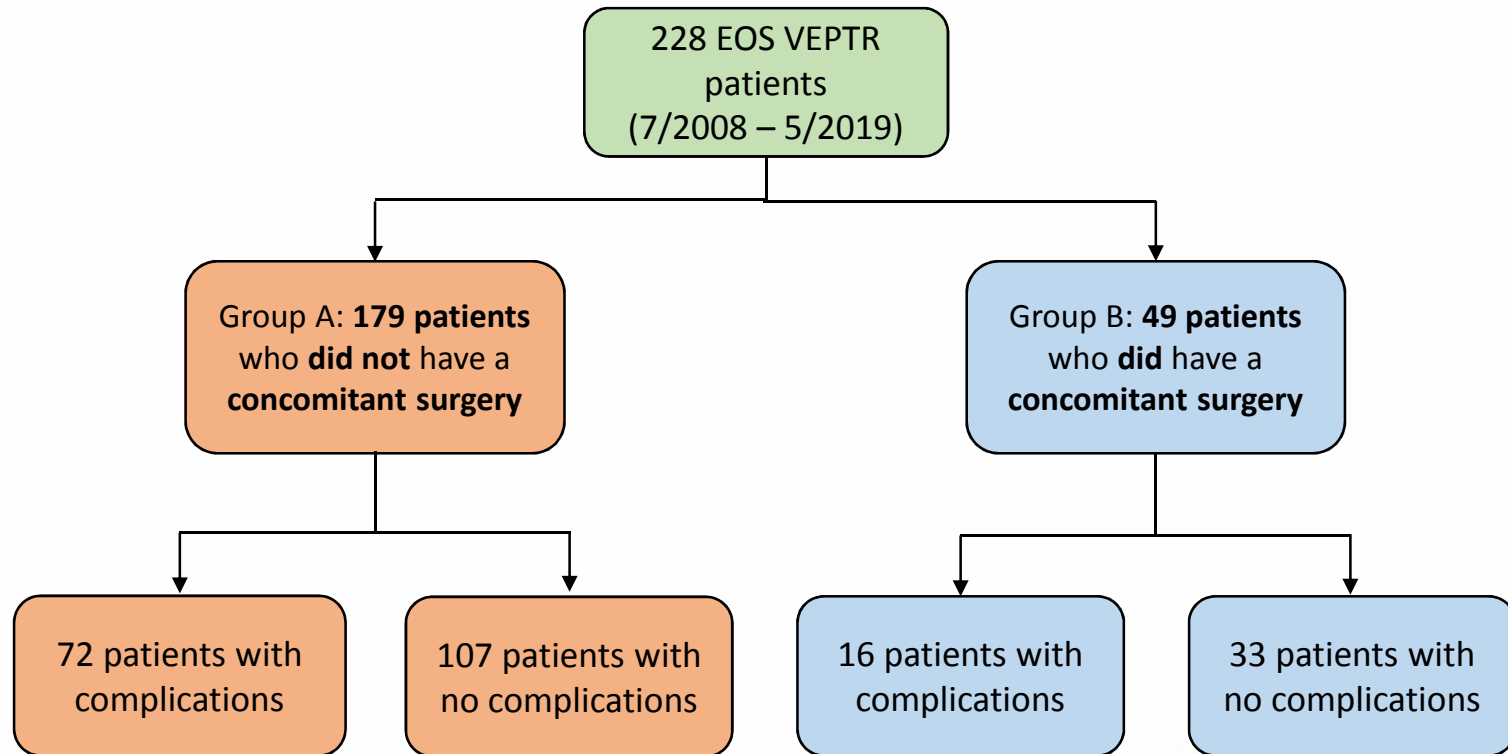 228 EOS VEPTR
patients
(7/2008 – 5/2019)
Group A: 179 patients
who did not have a
concomitant surgery
Group B: 49 patients
who did have a
concomitant surgery
72 patients with
complications
107 patients with
no complications
16 patients with
complications
33 patients with
no complications